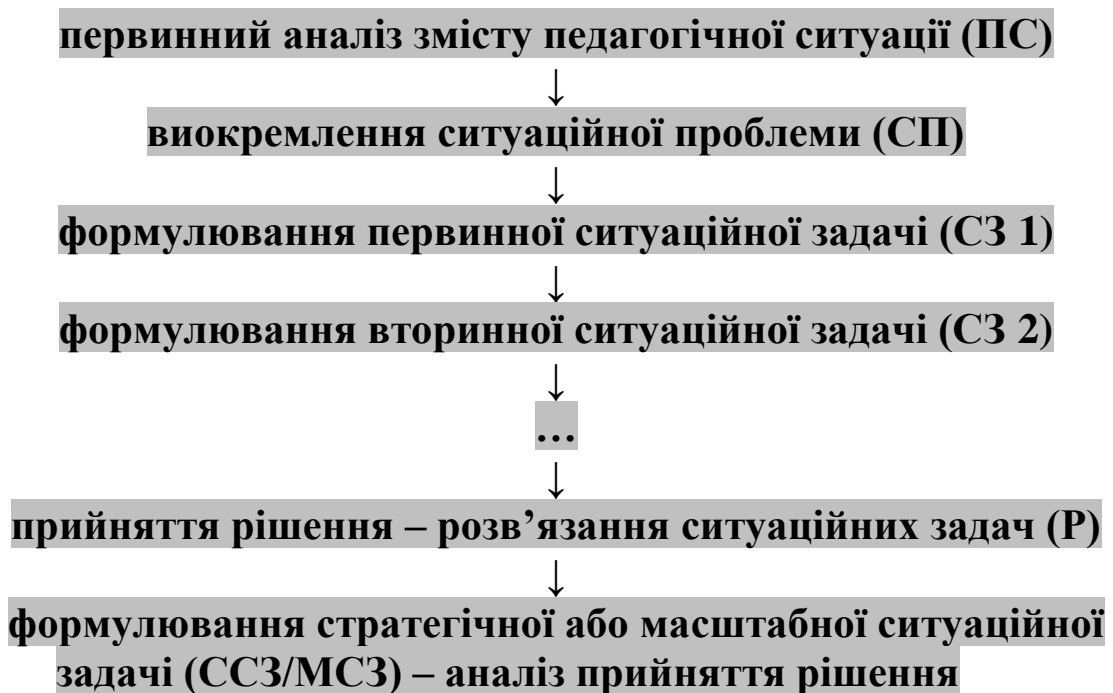 первинний аналіз змісту педагогічної ситуації (ПС)
↓
виокремлення ситуаційної проблеми (СП)
↓
формулювання первинної ситуаційної задачі (СЗ 1)
↓
формулювання вторинної ситуаційної задачі (СЗ 2)
↓
…
↓
прийняття рішення – розв’язання ситуаційних задач (Р)
↓
формулювання стратегічної або масштабної ситуаційної
задачі (ССЗ/МСЗ) – аналіз прийняття рішення